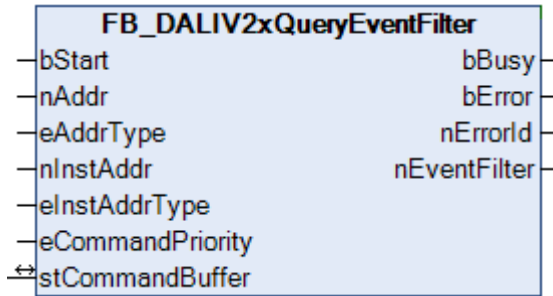 FB_DALIV2xQueryEventFilter
bStart bBusy
nAddr bError
eAddrType nErrorId
nInstAddr nEventFilter
eInstAddrType
eCommandPriority
stCommandBuffer